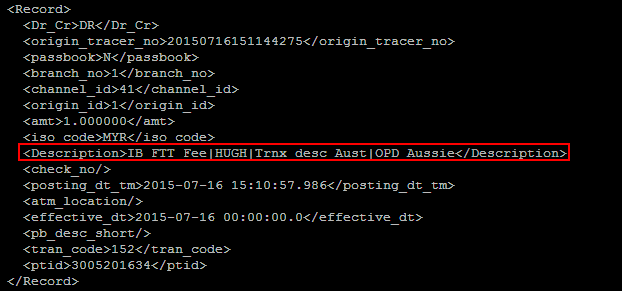 <Record>
<Dr_Cr>DR</Dr_Cr>
<origin_tracer_no>20150716151144275</origin_tracer_no>
<passbook>N</passbook>
<branch_no>1</branch_no>
<channel_id>41</channel_id>
<origin_id>1</origin_id>
<amt>1.000000</amt>
<iso_code>MYR</iso_code>
<Description>IB FTT Fee|HUGH|Trnx desc Aust|OPD Aussie</Description>
<check_no/>
<posting_dt_tm>2015-07-16 15:10:57.986</posting_dt_tm>
<atm_location/>
<effective_dt>2015-07-16 00:00:00.0</effective_dt>
<pb_desc_short/>
<tran_code>152</tran_code>
<ptid>3005201634</ptid>
</Record>